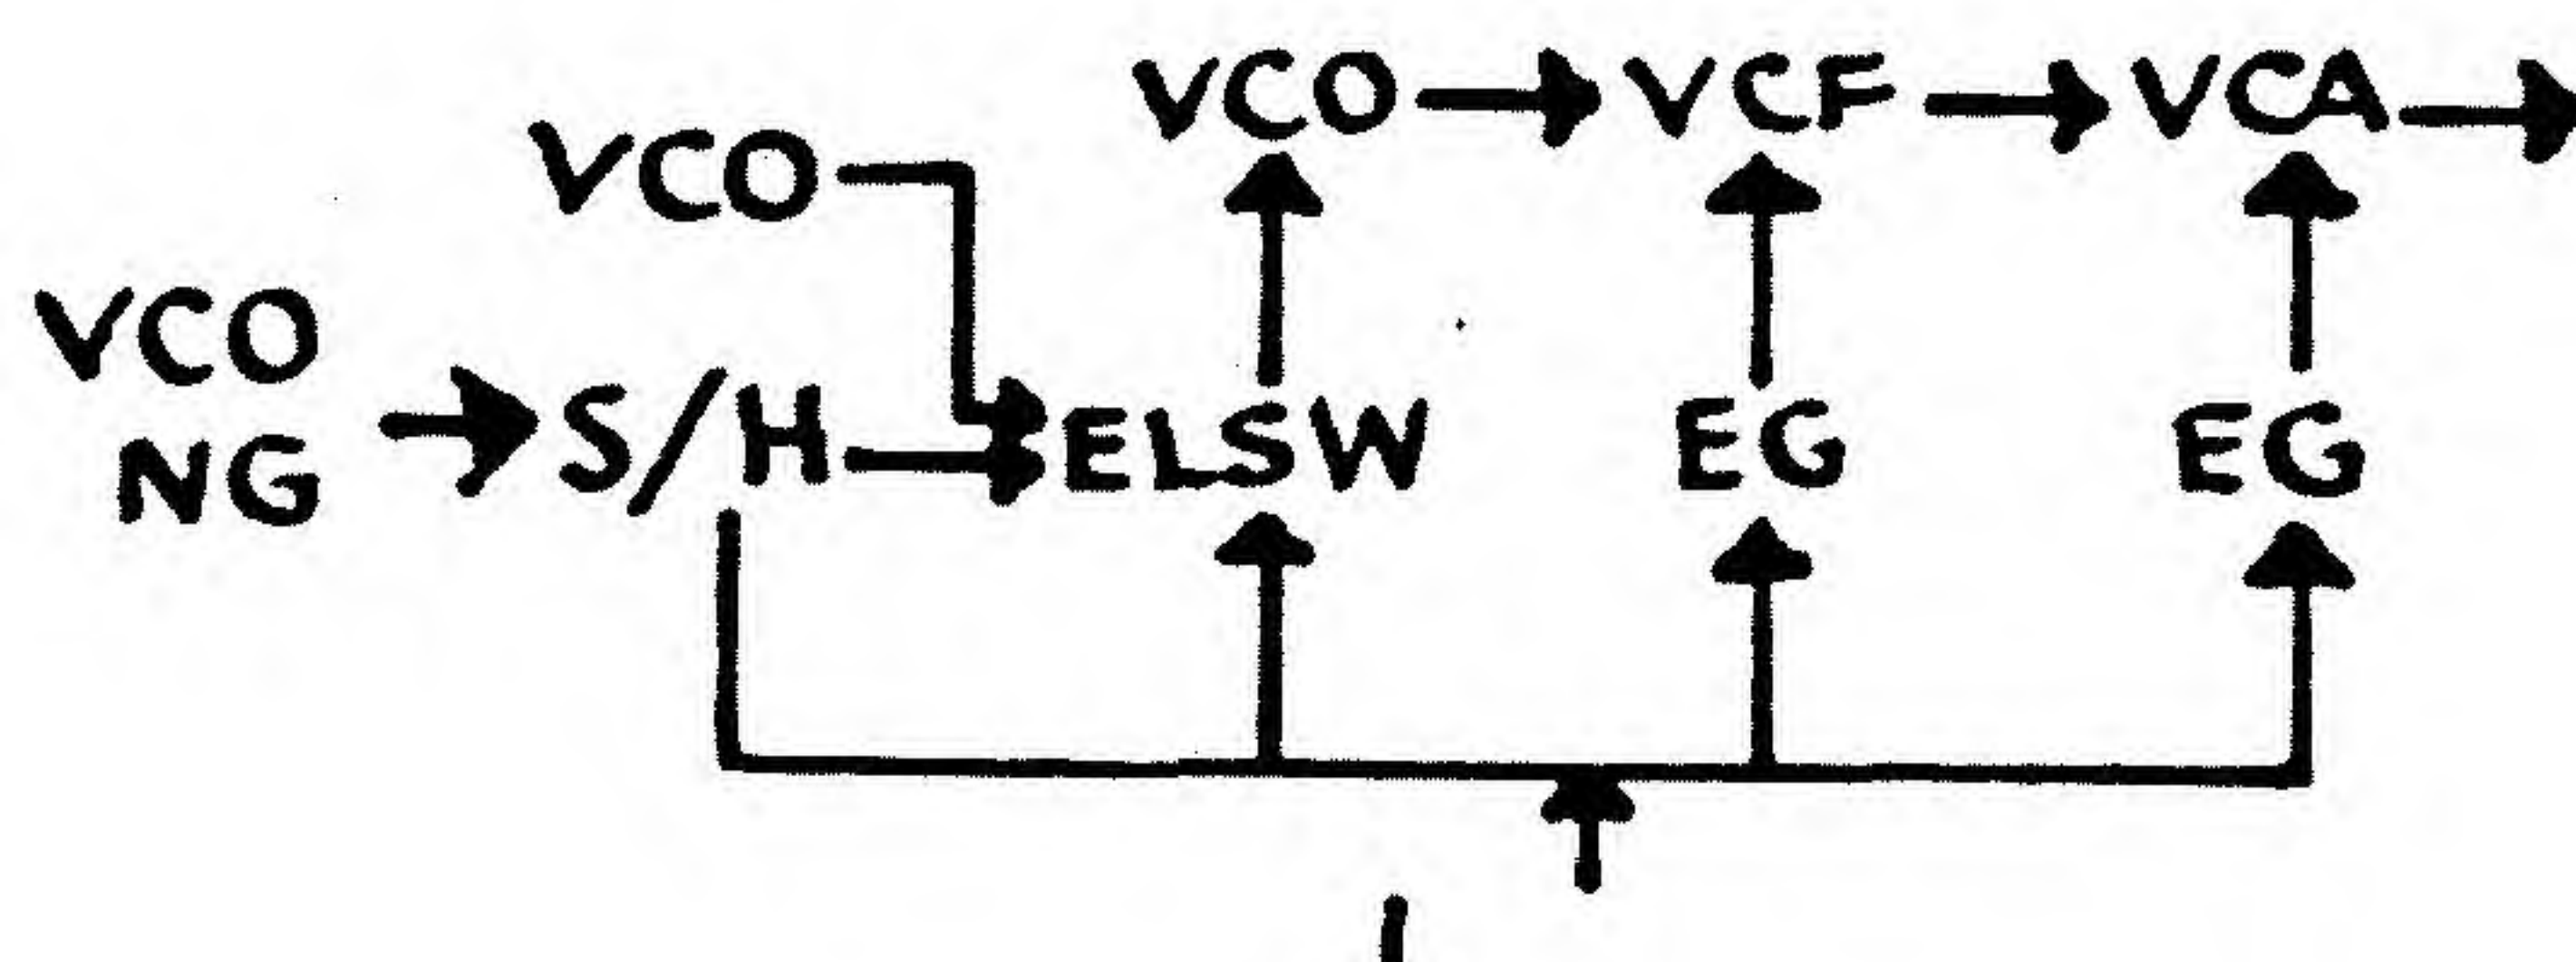 VCO → VCF → VCA →
VCO
VCO
NG
S/H
ELSW
EG
EG